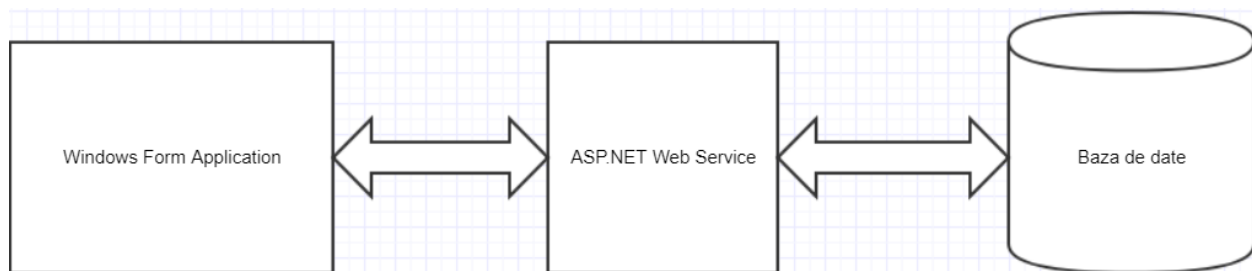 Windows Form Application
ASP.NET Web Service
Baza de date